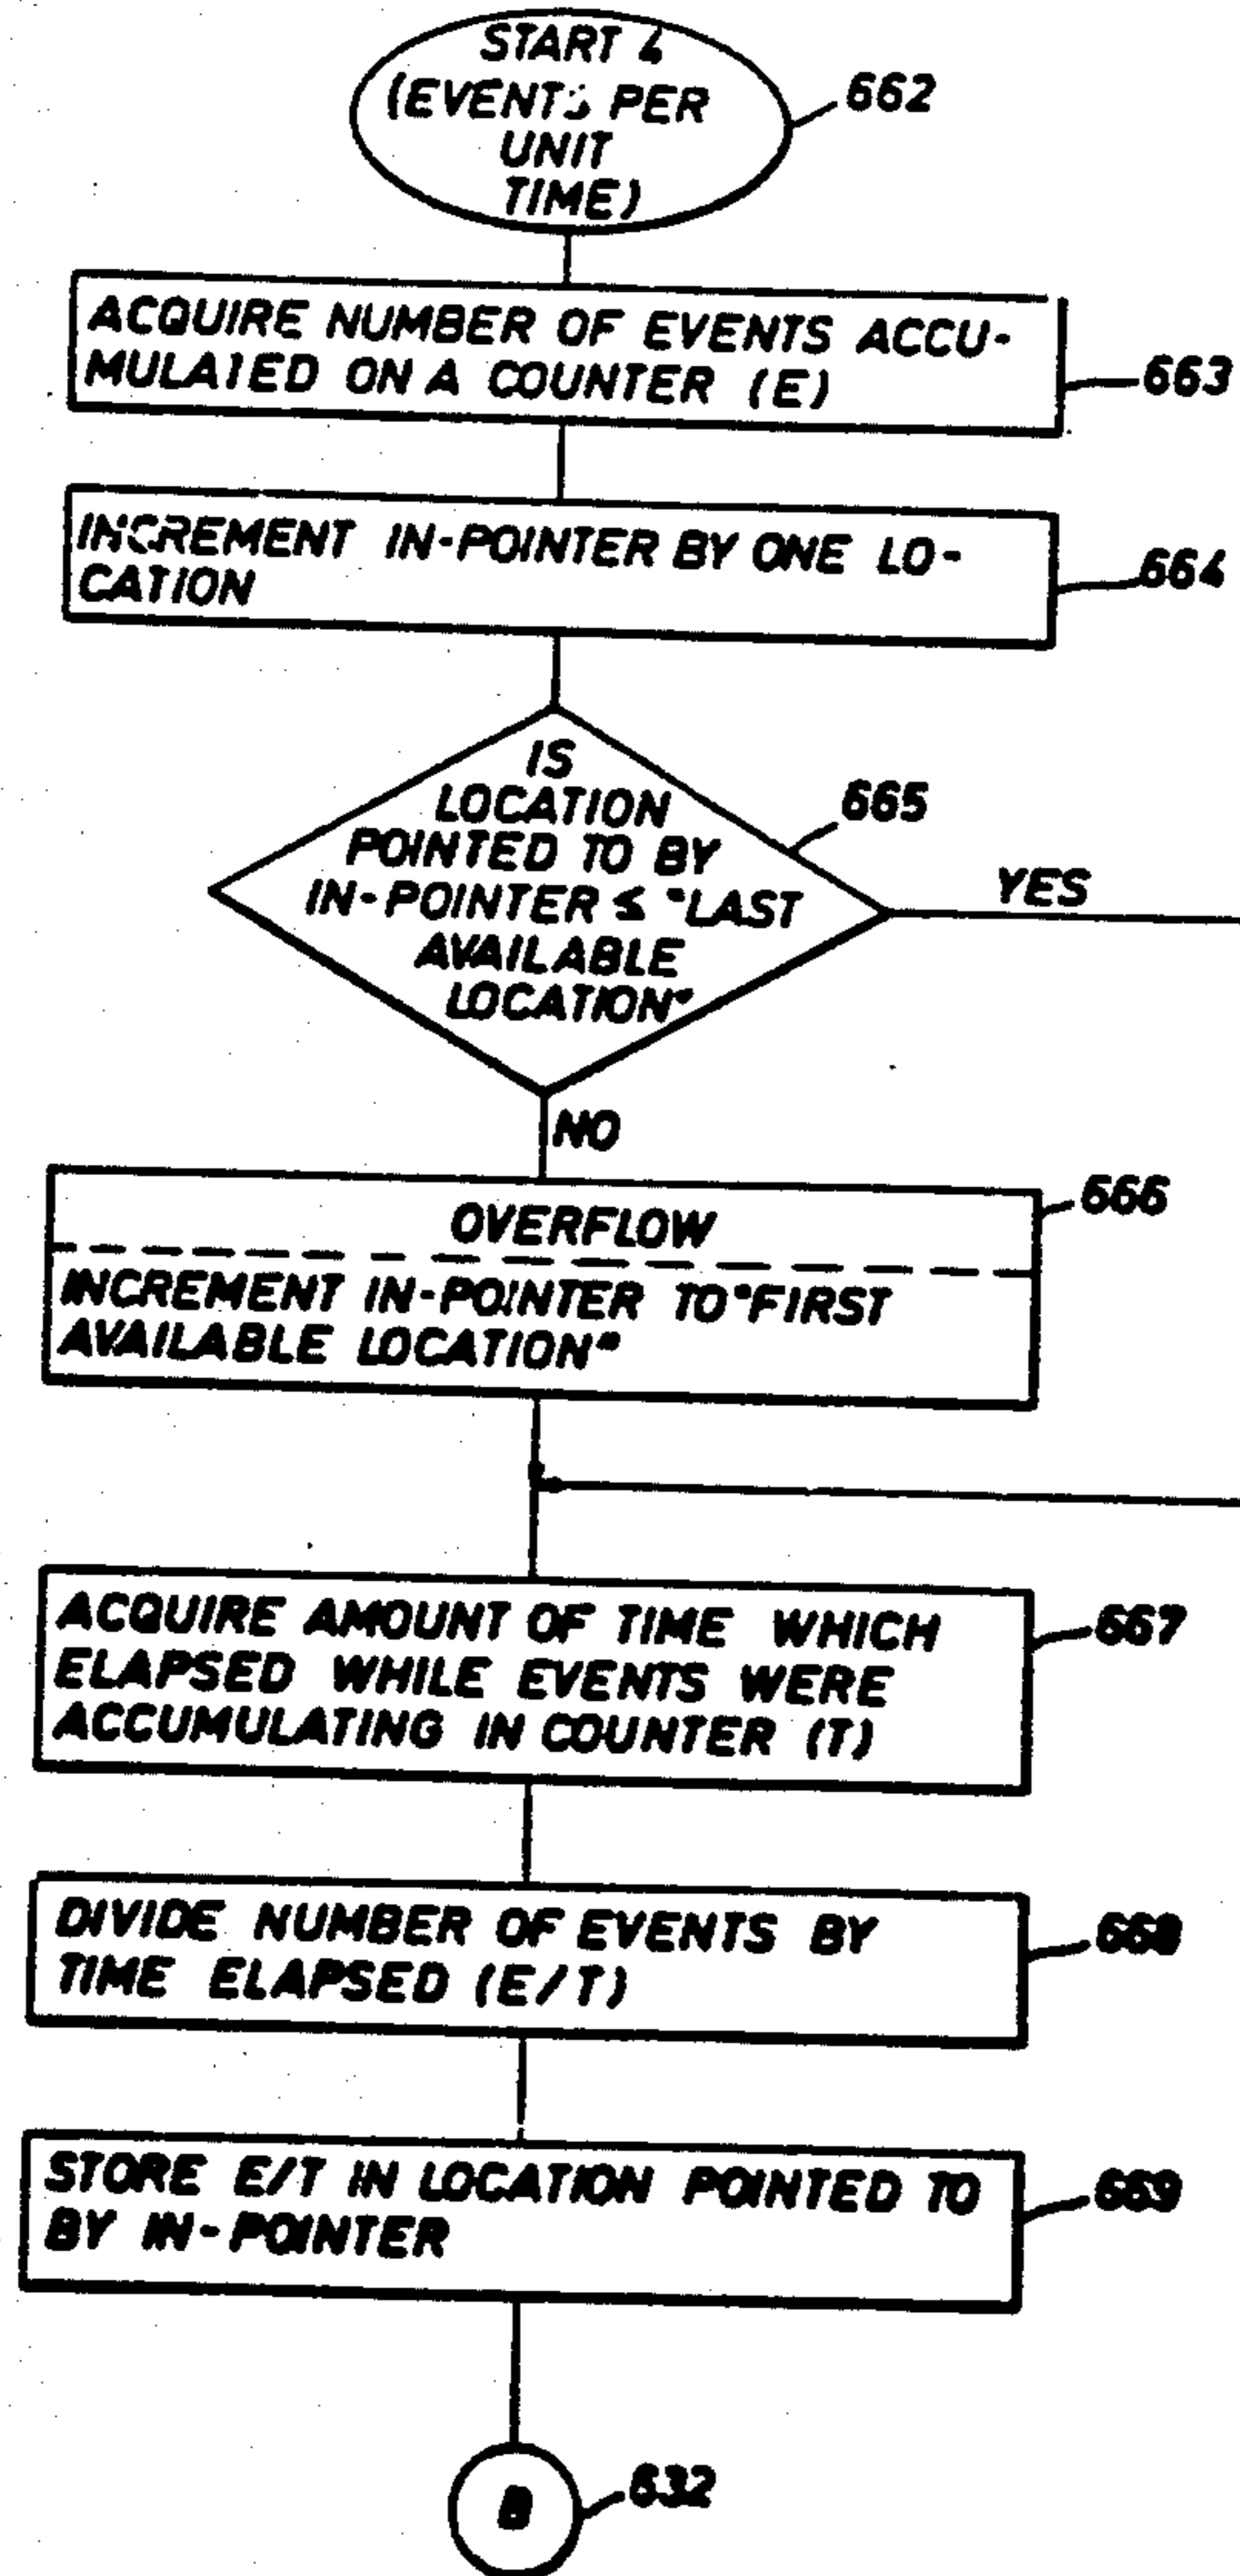 START 4
(EVENTS PER
UNIT
TIME)
662
ACQUIRE NUMBER OF EVENTS ACCU-
MULATED ON A COUNTER (E)
663
INCREMENT IN-POINTER BY ONE LO-
CATION
664
IS
LOCATION
POINTED TO BY
IN-POINTER ≤ "LAST
AVAILABLE
LOCATION"
665
YES
NO
OVERFLOW
666
INCREMENT IN-POINTER TO "FIRST
AVAILABLE LOCATION"
ACQUIRE AMOUNT OF TIME WHICH
ELAPSED WHILE EVENTS WERE
ACCUMULATING IN COUNTER (T)
667
DIVIDE NUMBER OF EVENTS BY
TIME ELAPSED (E/T)
668
STORE E/T IN LOCATION POINTED TO
BY IN-POINTER
669
B
632